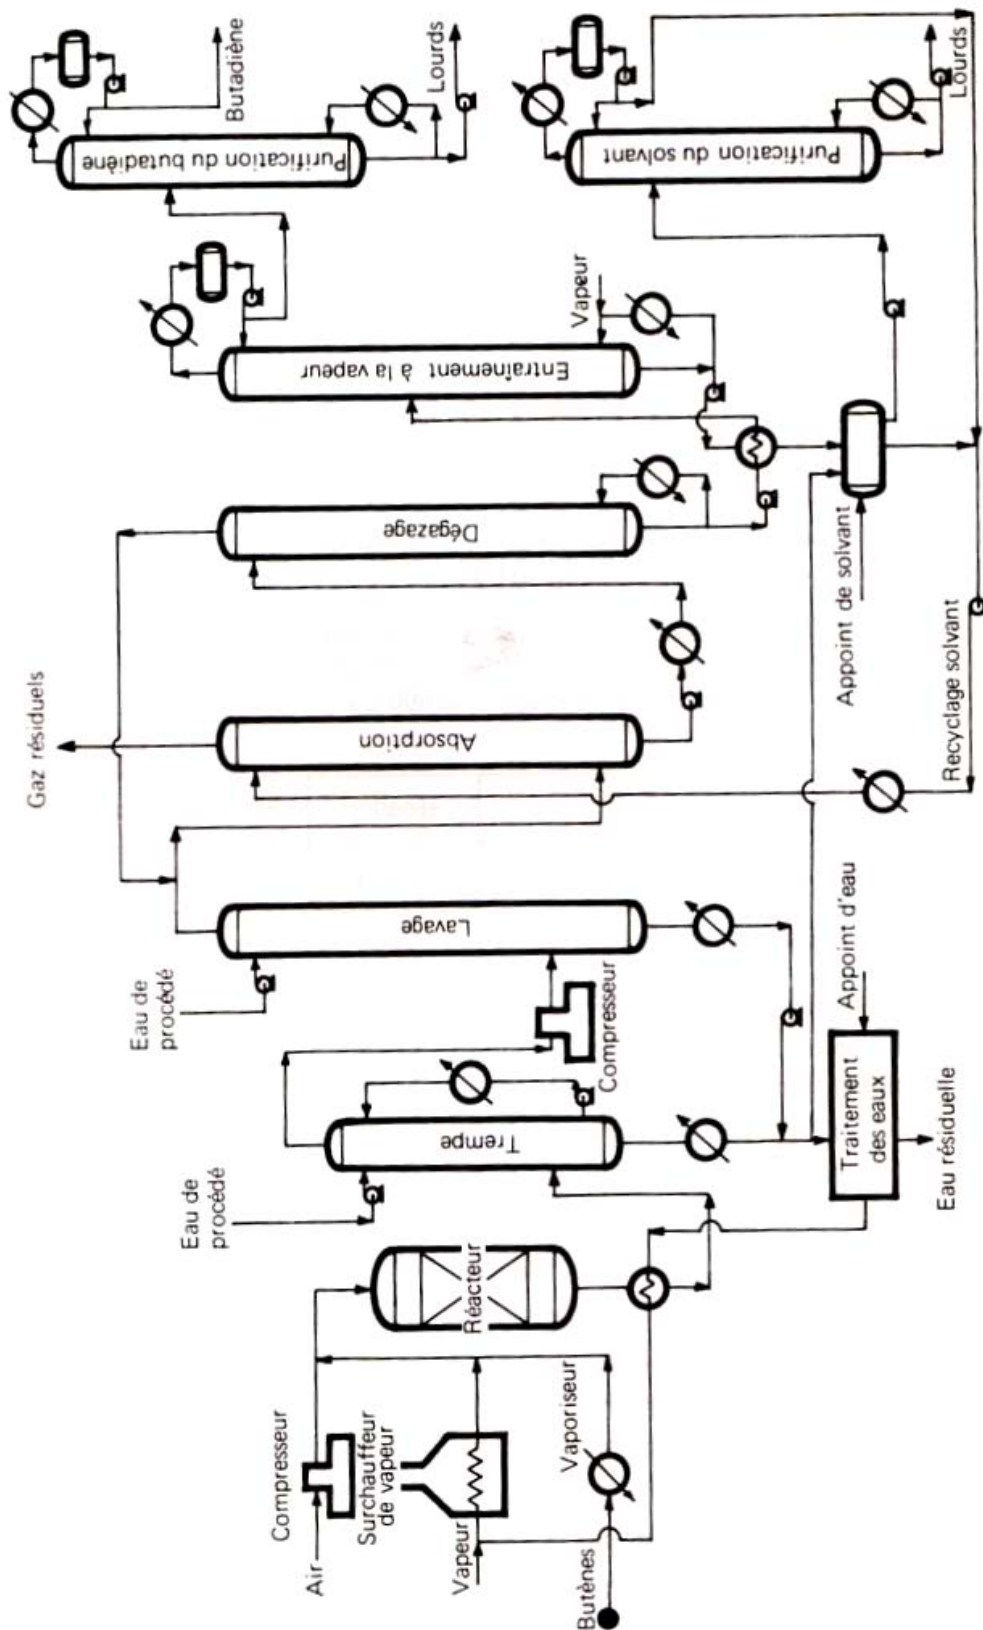 Air
Compresseur
Surchauffeur
de vapeur
Vapeur
Butènes
Vaporiseur
Réacteur
Eau de
procédé
Trempe
Compresseur
Eau de
procédé
Lavage
Traitement
des eaux
Appoint d'eau
Eau résiduelle
Gaz résiduels
Absorption
Recyclage solvant
Dégazage
Appoint de solvant
Entraînement à la vapeur
Vapeur
Purification du butadiène
Butadiène
Lourds
Purification du solvant
Lourds